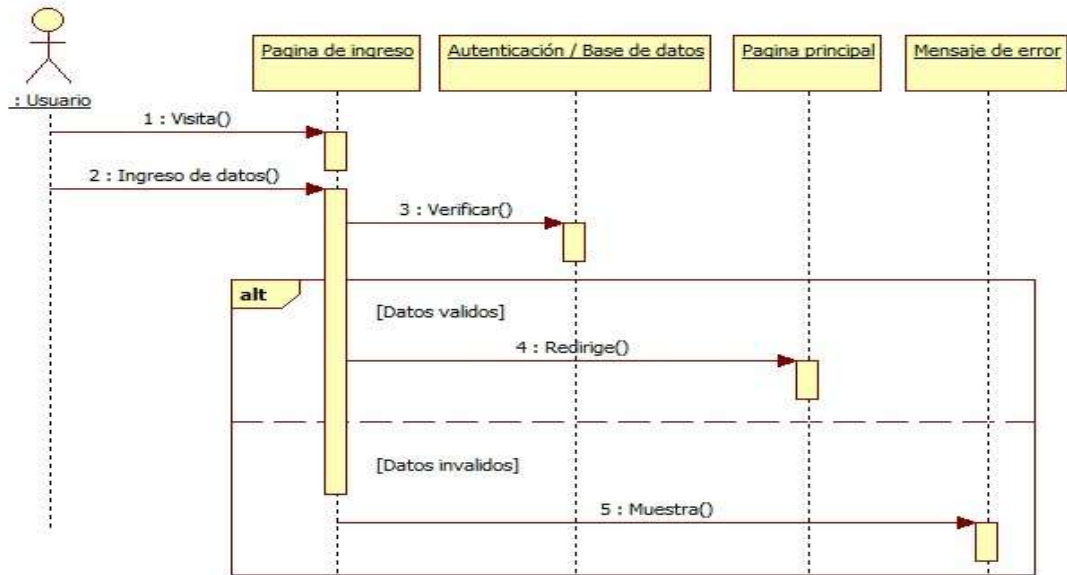 Pagina de ingreso
Autenticación / Base de datos
Pagina principal
Mensaje de error
: Usuario
1 : Visita()
2 : Ingreso de datos()
3 : Verificar()
alt
[Datos validos]
4 : Redirige()
[Datos invalidos]
5 : Muestra()